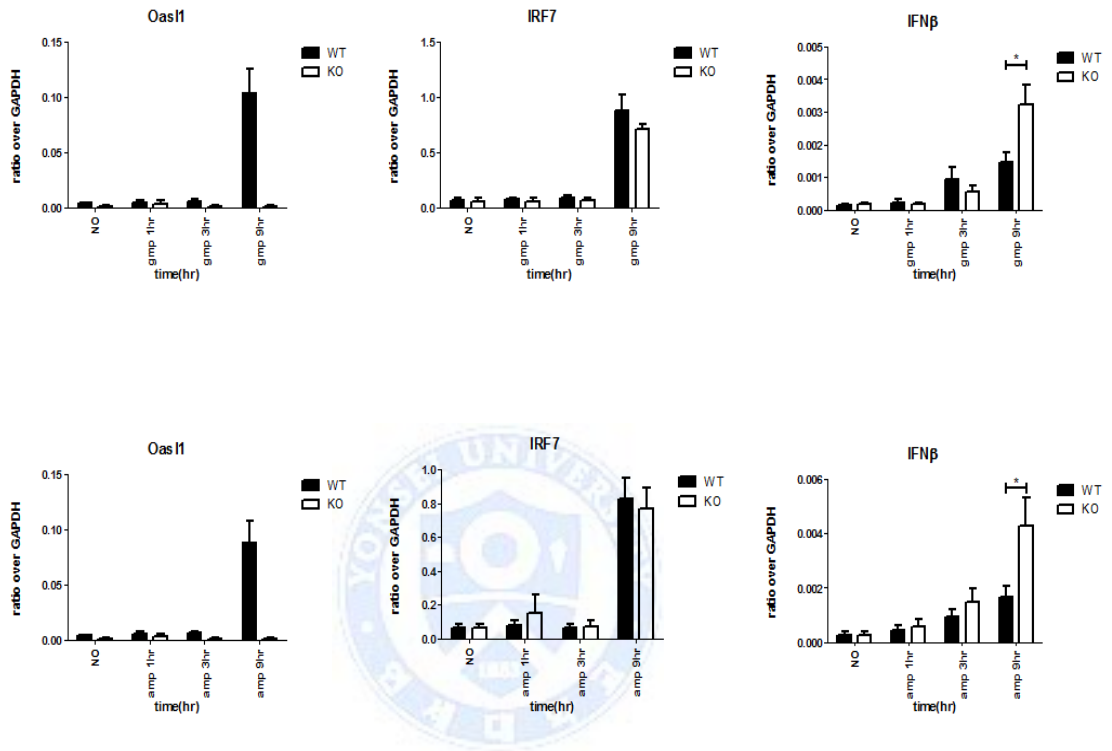 Oasl1
0.15
0.10
0.05
0.00
ratio over GAPDH
NO
gmp 1hr
gmp 3hr
gmp 9hr
time(hr)
WT
KO
IRF7
1.5
1.0
0.5
0.0
ratio over GAPDH
NO
gmp 1hr
gmp 3hr
gmp 9hr
time(hr)
WT
KO
IFNβ
0.005
0.004
0.003
0.002
0.001
0.000
ratio over GAPDH
NO
gmp 1hr
gmp 3hr
gmp 9hr
time(hr)
*
WT
KO
Oasl1
0.15
0.10
0.05
0.00
ratio over GAPDH
NO
amp 1hr
amp 3hr
amp 9hr
time(hr)
WT
KO
IRF7
1.0
0.8
0.6
0.4
0.2
0.0
ratio over GAPDH
NO
amp 1hr
amp 3hr
amp 9hr
time(hr)
WT
KO
IFNβ
0.006
0.004
0.002
0.000
ratio over GAPDH
NO
amp 1hr
amp 3hr
amp 9hr
time(hr)
*
WT
KO
YONSEI UNIVERSITY